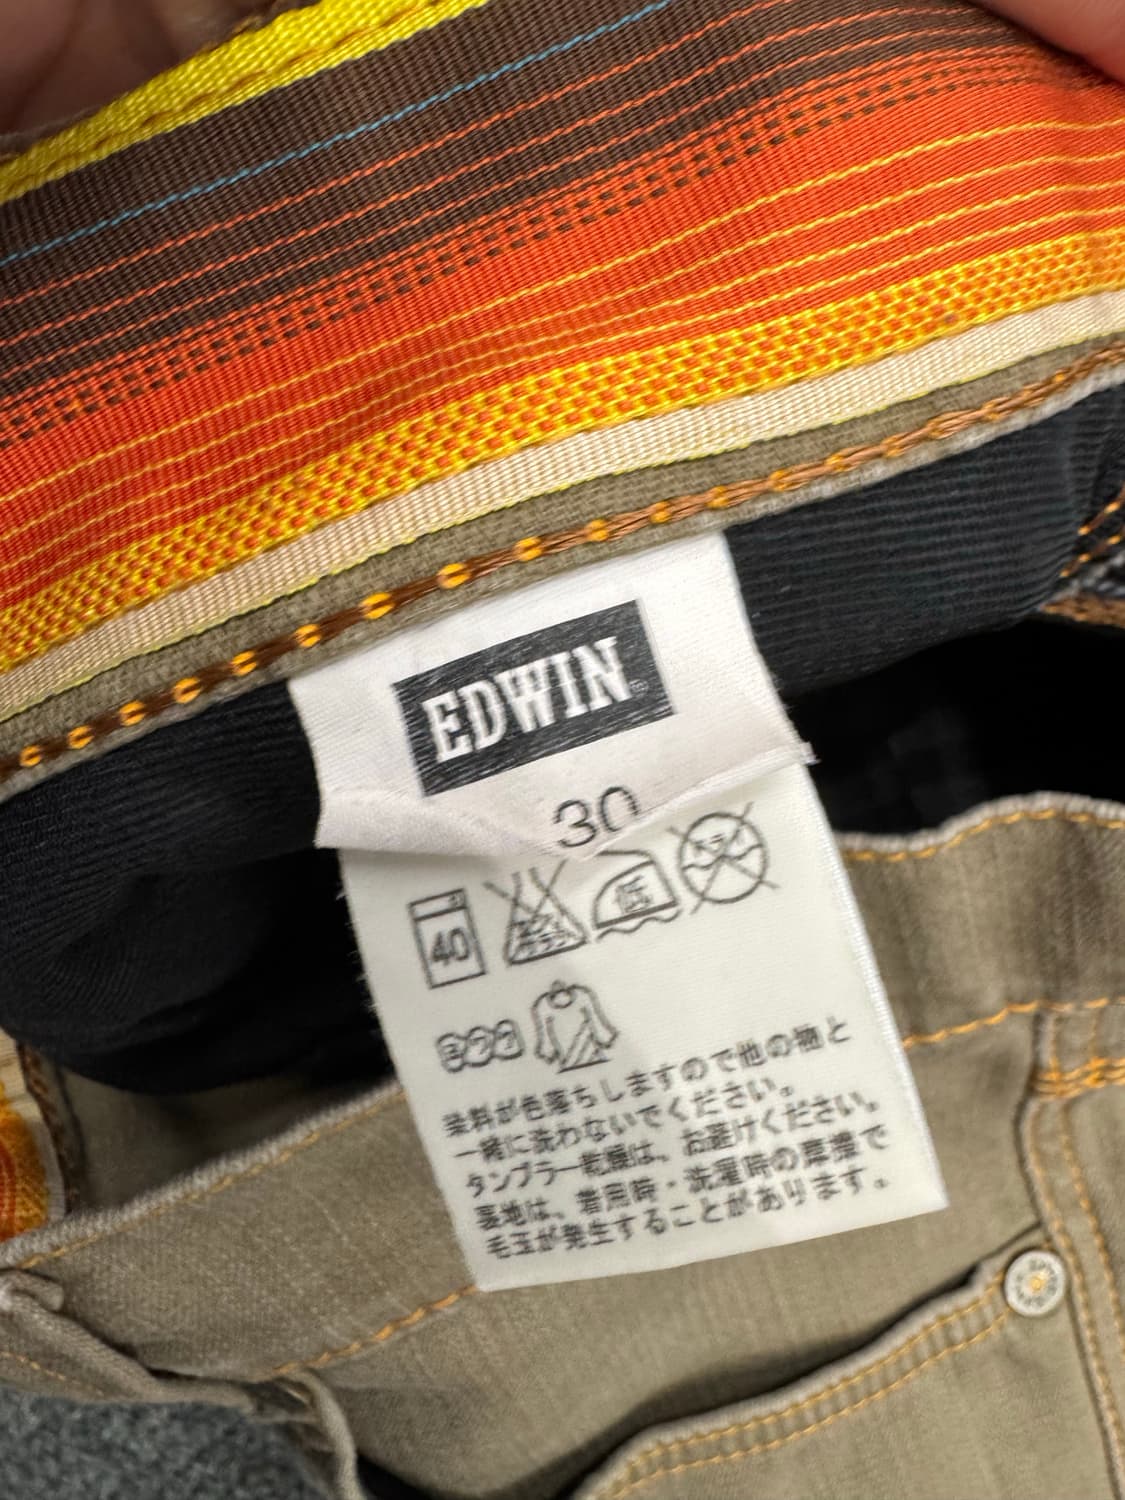 EDWIN
30
40
低
染料が色落ちしますので他の物と
一緒に洗わないでください。
タンブラー乾燥は、お避けください。
裏地は、着用時・洗濯時の摩擦で
毛玉が発生することがあります。